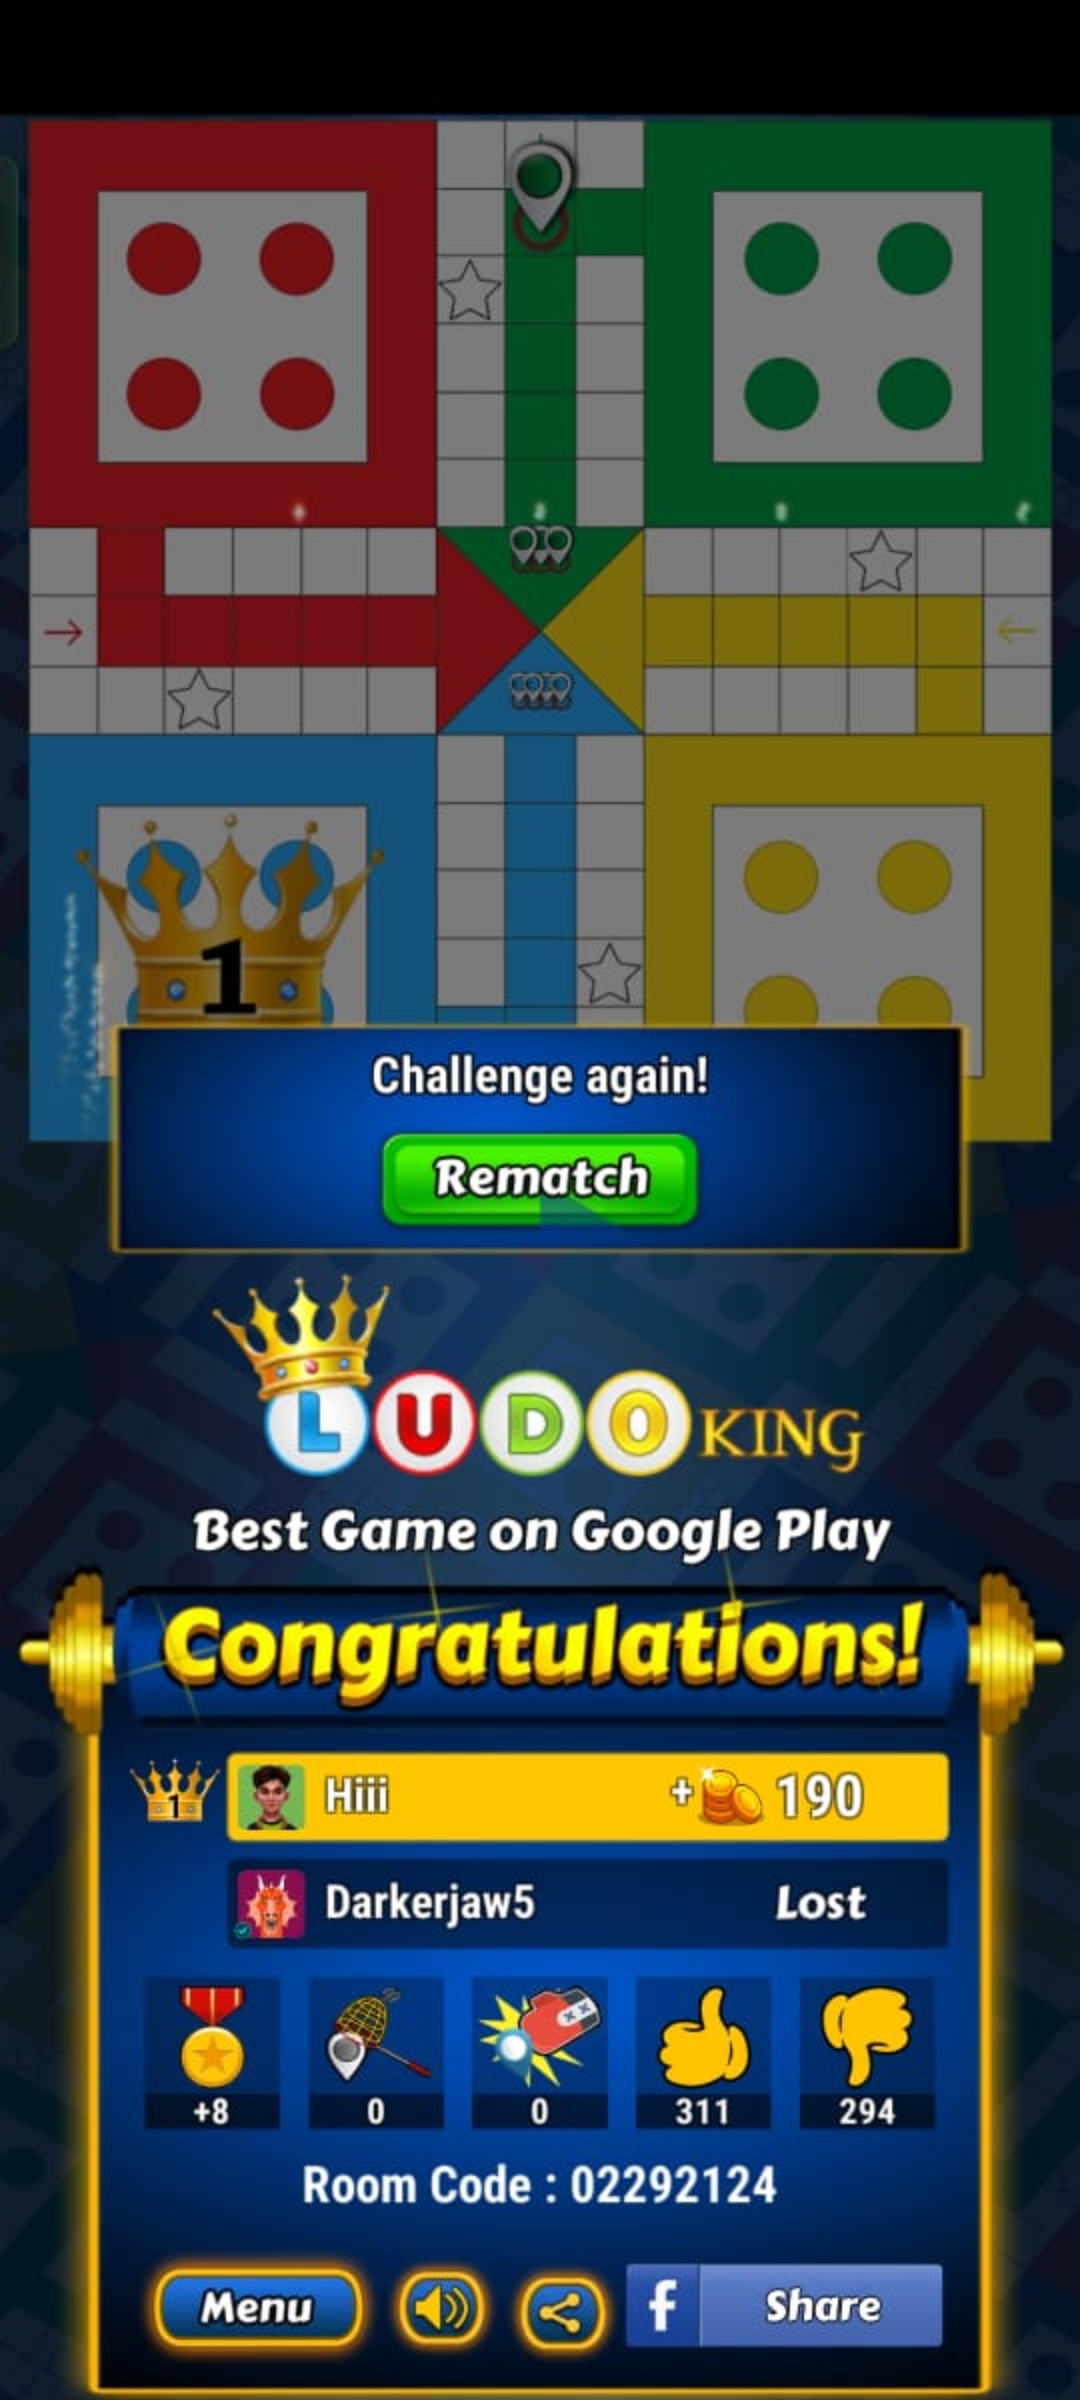 1
Challenge again!
Rematch
LUDO KING
Best Game on Google Play
Congratulations!
1 Hiii + 190
Darkerjaw5 Lost
+8 0 0 311 294
Room Code : 02292124
Menu f Share